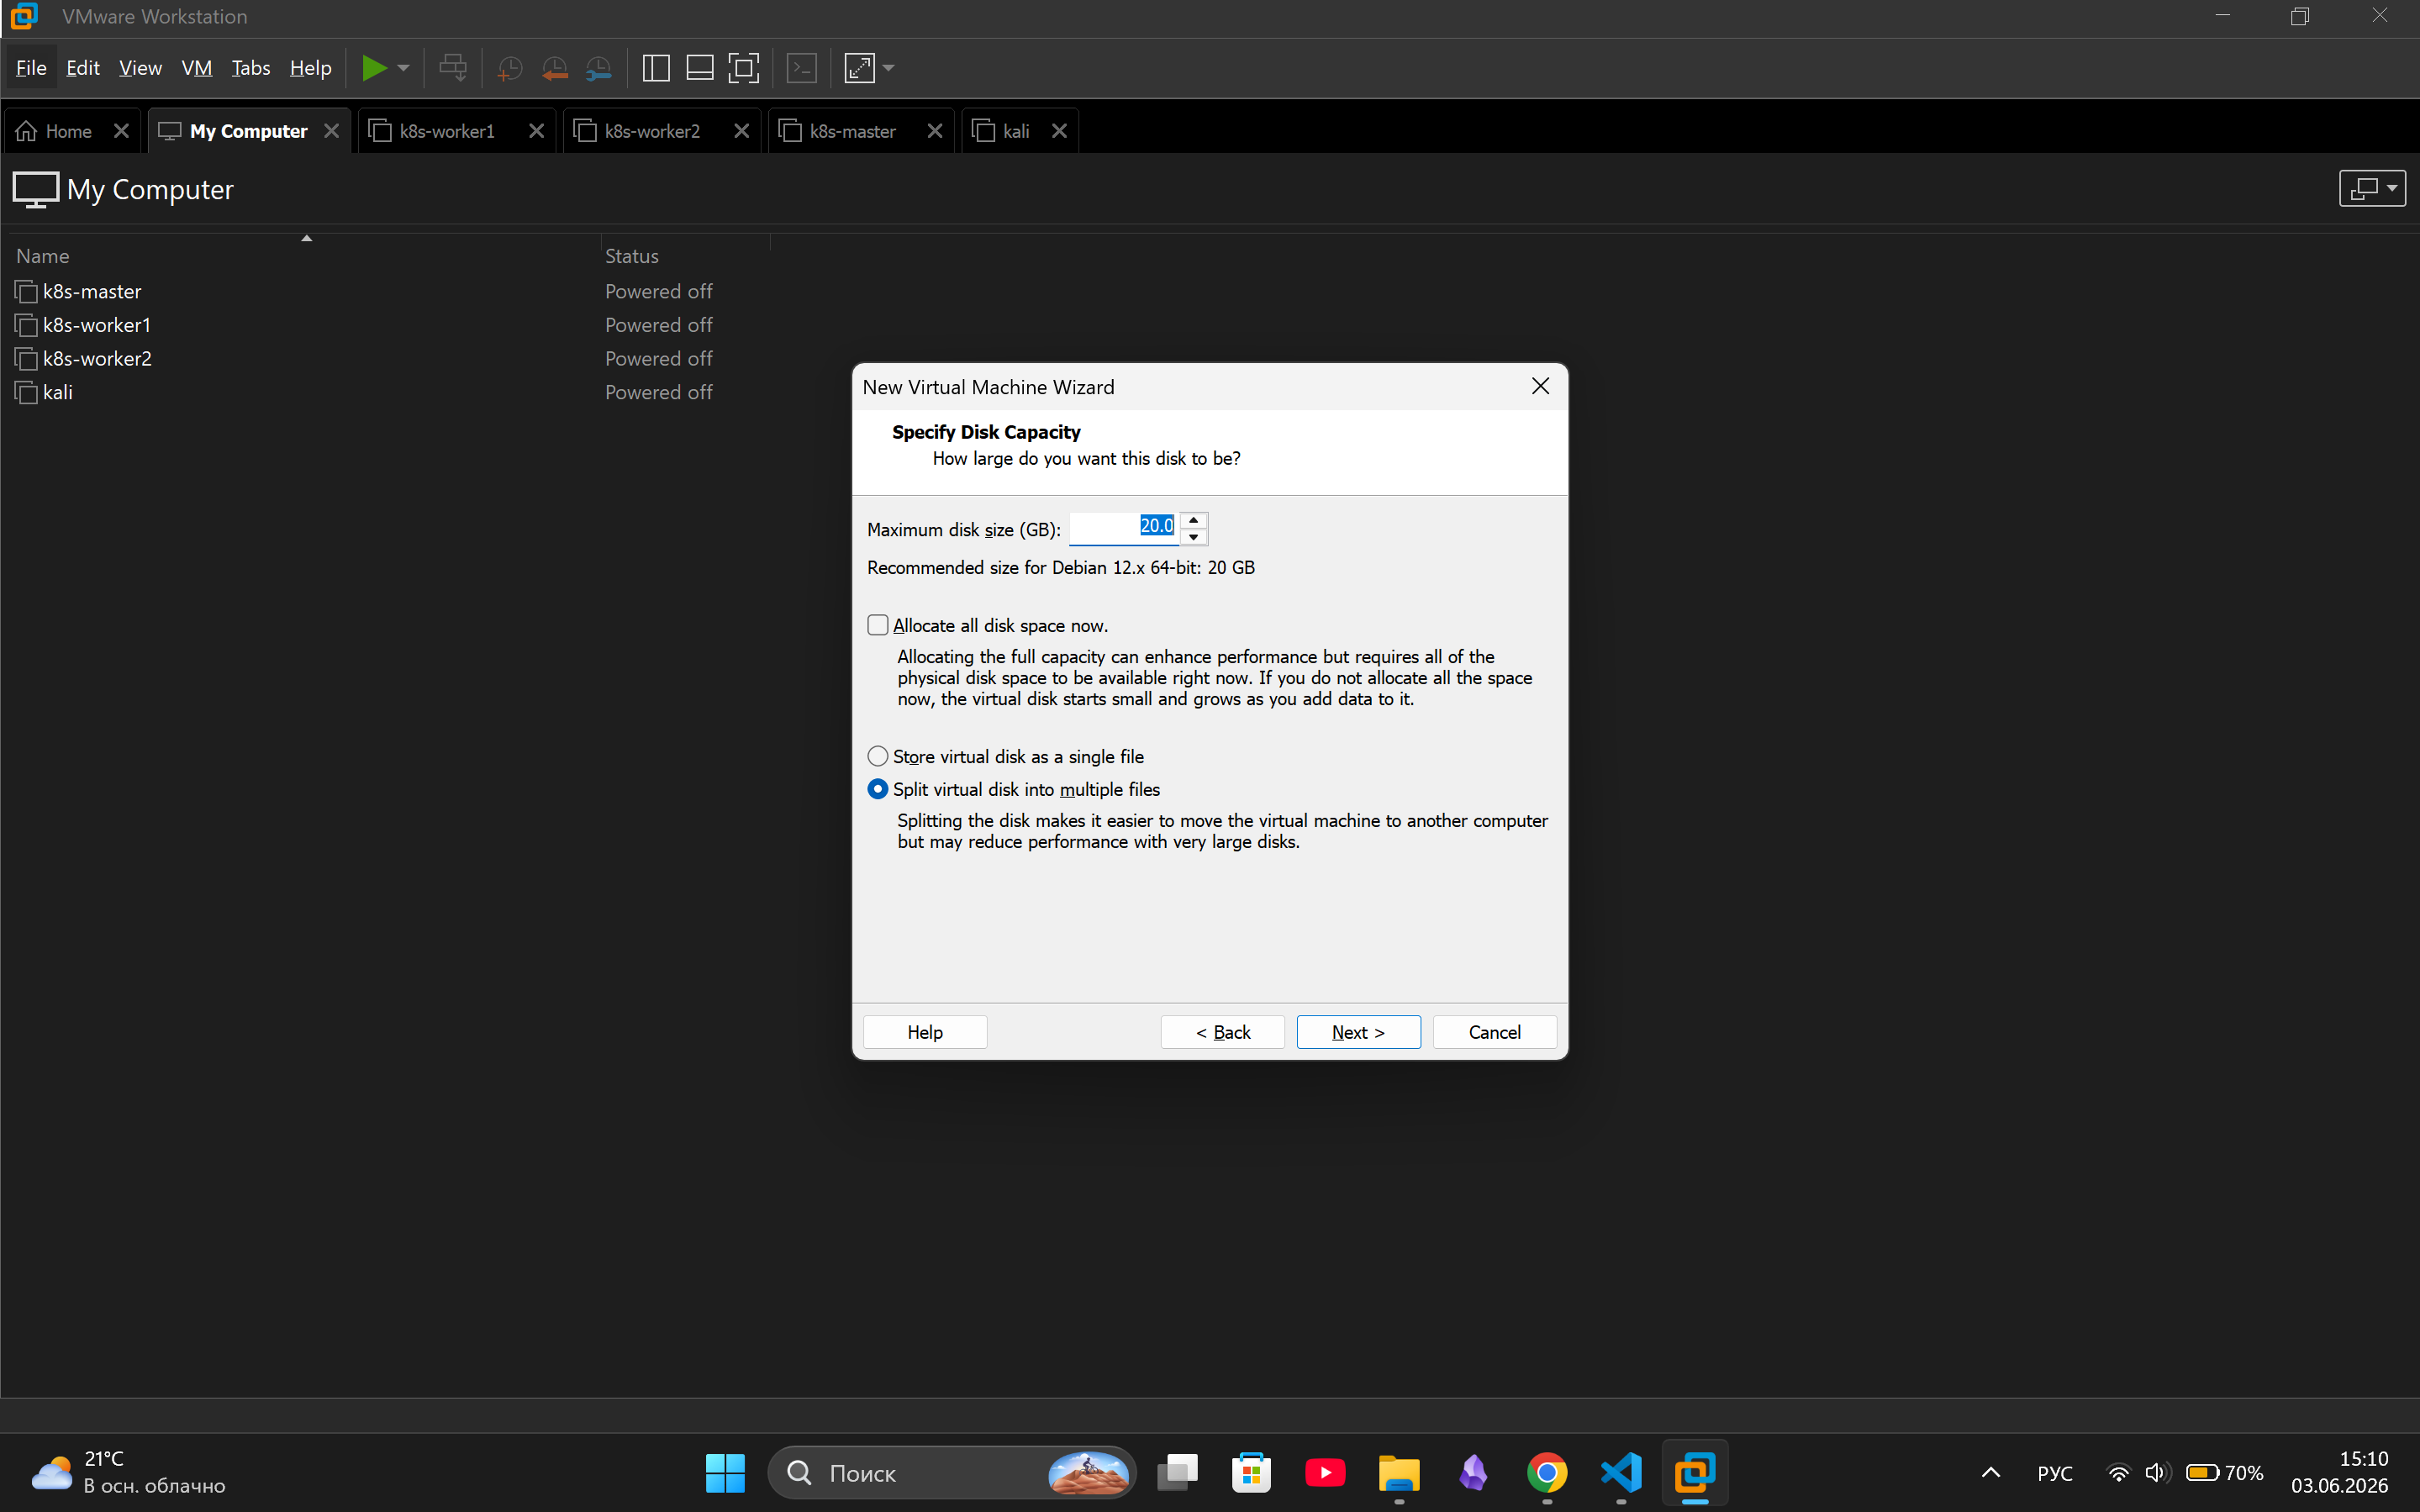 VMware Workstation
File Edit View VM Tabs Help
Home My Computer k8s-worker1 k8s-worker2 k8s-master kali
My Computer
Name Status
k8s-master Powered off
k8s-worker1 Powered off
k8s-worker2 Powered off
kali Powered off
New Virtual Machine Wizard
Specify Disk Capacity
How large do you want this disk to be?
Maximum disk size (GB): 20.0
Recommended size for Debian 12.x 64-bit: 20 GB
Allocate all disk space now.
Allocating the full capacity can enhance performance but requires all of the
physical disk space to be available right now. If you do not allocate all the space
now, the virtual disk starts small and grows as you add data to it.
Store virtual disk as a single file
Split virtual disk into multiple files
Splitting the disk makes it easier to move the virtual machine to another computer
but may reduce performance with very large disks.
Help < Back Next > Cancel
21°C
В осн. облачно
Поиск
РУС
70%
15:10
03.06.2026